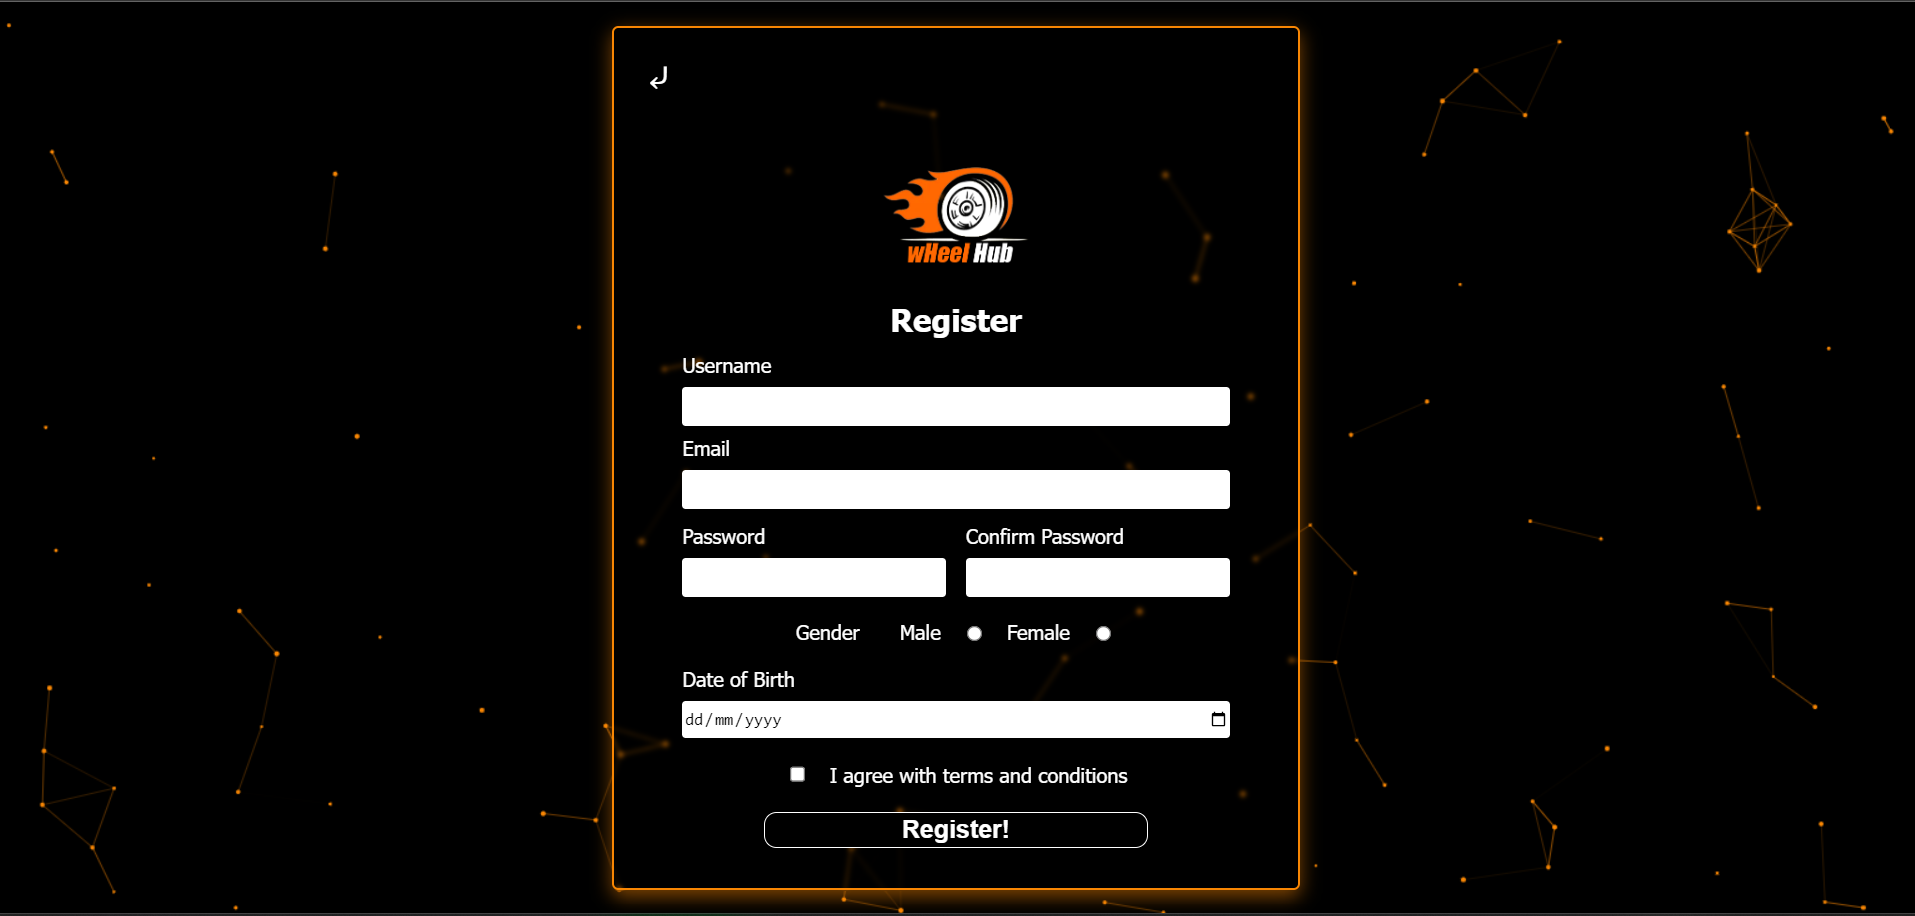 wHeel Hub
Register
Username
Email
Password Confirm Password
Gender Male Female
Date of Birth
dd/mm/yyyy
I agree with terms and conditions
Register!